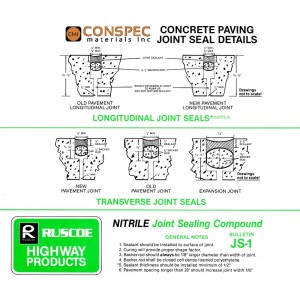 CMI CONSPEC
materials inc
CONCRETE PAVING
JOINT SEAL DETAILS
OLD PAVEMENT
LONGITUDINAL JOINT
NEW PAVEMENT
LONGITUDINAL JOINT
Drawings
not to scale!
LONGITUDINAL JOINT SEALS
NEW
PAVEMENT JOINT
OLD
PAVEMENT JOINT
EXPANSION JOINT
Drawings
not to scale!
TRANSVERSE JOINT SEALS
R
RUSCOE
RUSCOE
HIGHWAY
PRODUCTS
NITRILE Joint Sealing Compound
GENERAL NOTES
BULLETIN
JS-1
1. Sealant should be installed to surface of joint.
2. Curing will provide proper shape factor.
3. Backer rod should always be 1/8" larger diameter than width of joint.
4. Backer rod shall be closed cell dense foamed polyethylene.
*5. Sealant thickness should be installed minimum of 1/2"
6. Pavement spacing longer than 20' should increase joint width 1/8"